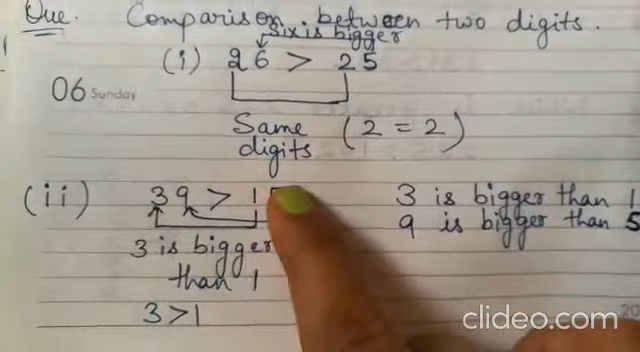 Que. Comparison between two digits.
six is bigger
(i) 26 > 25
06 Sunday
Same (2 = 2)
digits
(ii) 39 > 1 3 is bigger than 1
9 is bigger than 5
3 is bigger
than 1
3>1
20
clideo.com